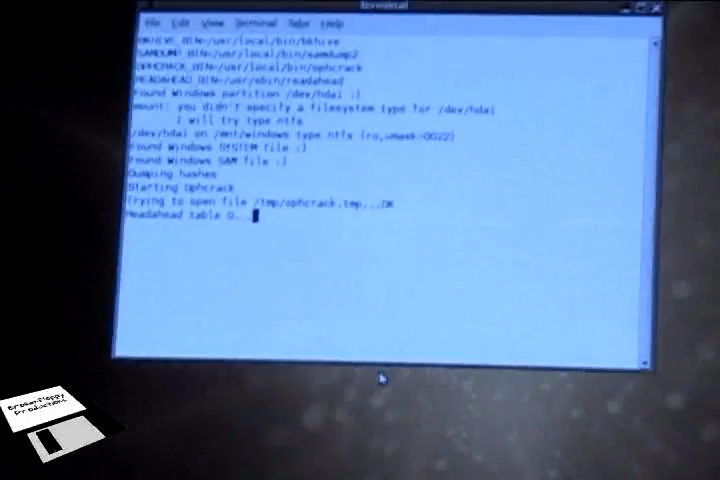 Terminal
File Edit View Terminal Tabs Help
BKHIVE_BIN=/usr/local/bin/bkhive
SAMDUMP_BIN=/usr/local/bin/samdump2
OPHCRACK_BIN=/usr/local/bin/ophcrack
READAHEAD_BIN=/usr/sbin/readahead
Found Windows partition /dev/hda1 :)
mount: you didn't specify a filesystem type for /dev/hda1
I will try type ntfs
/dev/hda1 on /mnt/windows type ntfs (ro,umask=0022)
Found Windows SYSTEM file :)
Found Windows SAM file :)
Dumping hashes
Starting Ophcrack
Trying to open file /tmp/ophcrack.tmp...OK
Readahead table 0...
Brokenfloppy
Productions